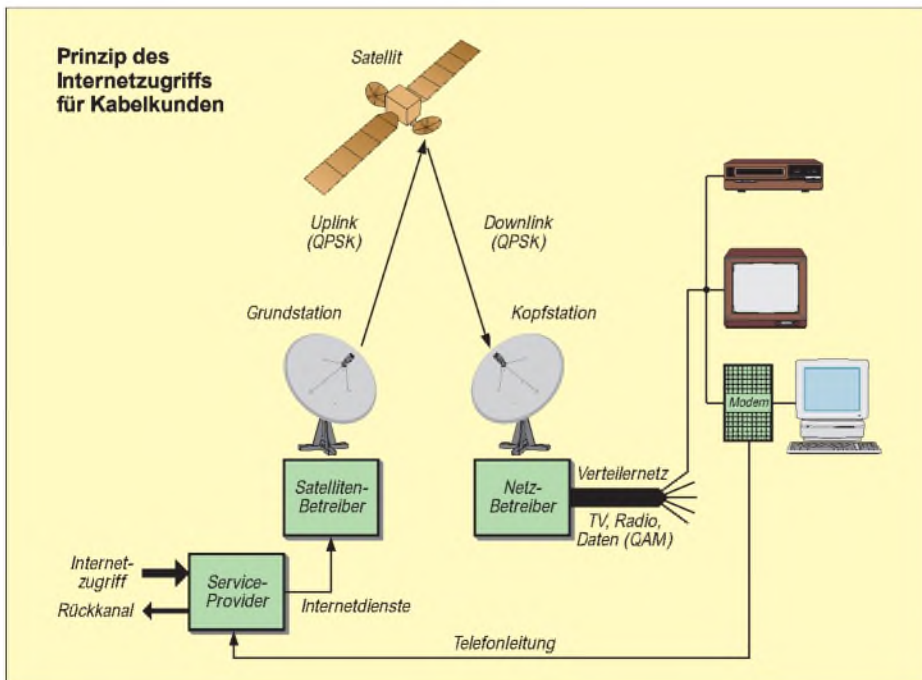 Prinzip des
Internetzugriffs
für Kabelkunden
Satellit
Uplink
(QPSK)
Downlink
(QPSK)
Grundstation
Kopfstation
Modem
Satelliten-
Betreiber
Netz-
Betreiber
Verteilernetz
TV, Radio,
Daten (QAM)
Internet-
zugriff
Rückkanal
Service-
Provider
Internetdienste
Telefonleitung